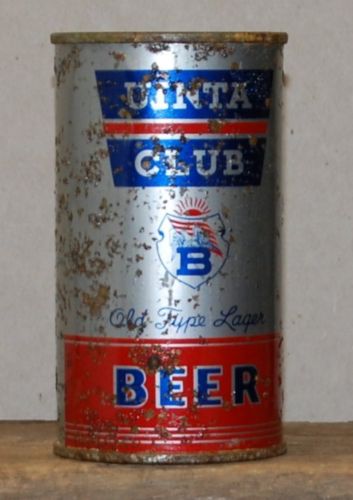 UINTA
CLUB
B
Old Type Lager
BEER